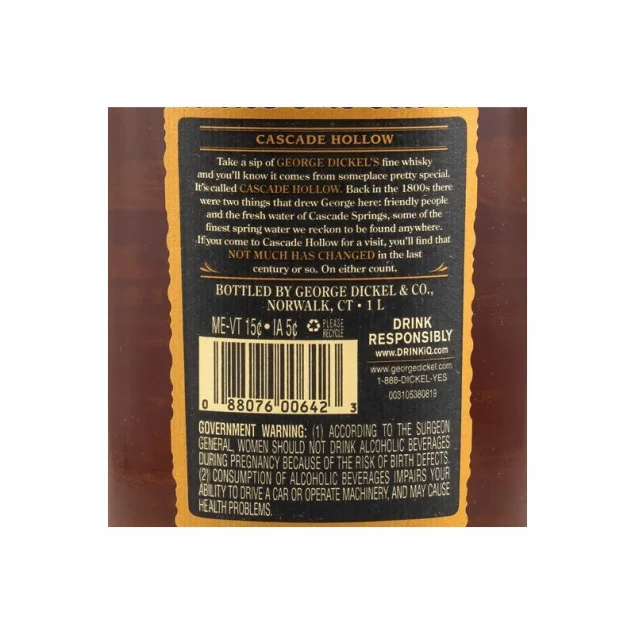 CASCADE HOLLOW
Take a sip of GEORGE DICKEL'S fine whisky
and you'll know it comes from someplace pretty special.
It's called CASCADE HOLLOW. Back in the 1800s there
were two things that drew George here: friendly people
and the fresh water of Cascade Springs, some of the
finest spring water we reckon to be found anywhere.
If you come to Cascade Hollow for a visit, you'll find that
NOT MUCH HAS CHANGED in the last
century or so. On either count.
BOTTLED BY GEORGE DICKEL & CO.,
NORWALK, CT • 1 L
ME-VT 15¢ • IA 5¢ PLEASE RECYCLE
DRINK
RESPONSIBLY
www.DRINKiQ.com
www.georgedickel.com
1-888-DICKEL-YES
003105380819
0 88076 00642 3
GOVERNMENT WARNING: (1) ACCORDING TO THE SURGEON
GENERAL, WOMEN SHOULD NOT DRINK ALCOHOLIC BEVERAGES
DURING PREGNANCY BECAUSE OF THE RISK OF BIRTH DEFECTS.
(2) CONSUMPTION OF ALCOHOLIC BEVERAGES IMPAIRS YOUR
ABILITY TO DRIVE A CAR OR OPERATE MACHINERY, AND MAY CAUSE
HEALTH PROBLEMS.